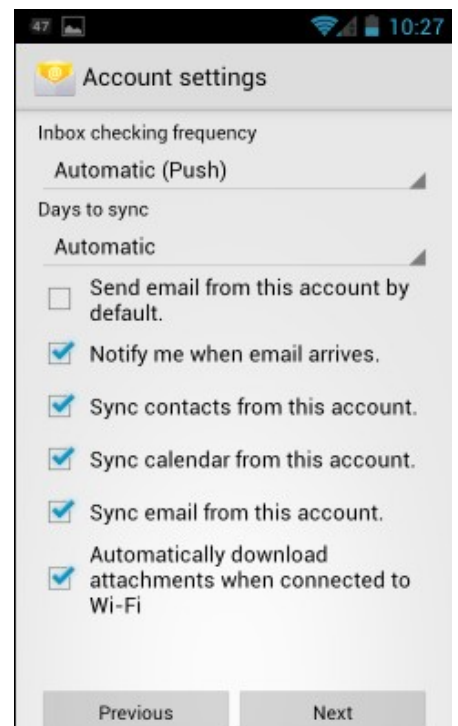 47 10:27
Account settings
Inbox checking frequency
Automatic (Push)
Days to sync
Automatic
Send email from this account by
default.
Notify me when email arrives.
Sync contacts from this account.
Sync calendar from this account.
Sync email from this account.
Automatically download
attachments when connected to
Wi-Fi
Previous Next